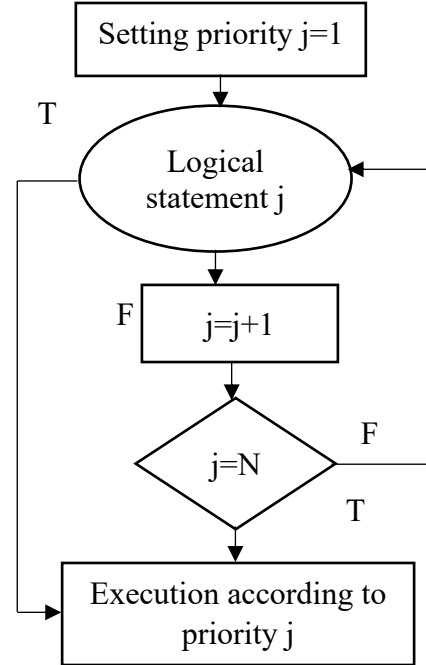 Setting priority j=1
T
Logical
statement j
F
j=j+1
F
j=N
T
Execution according to
priority j